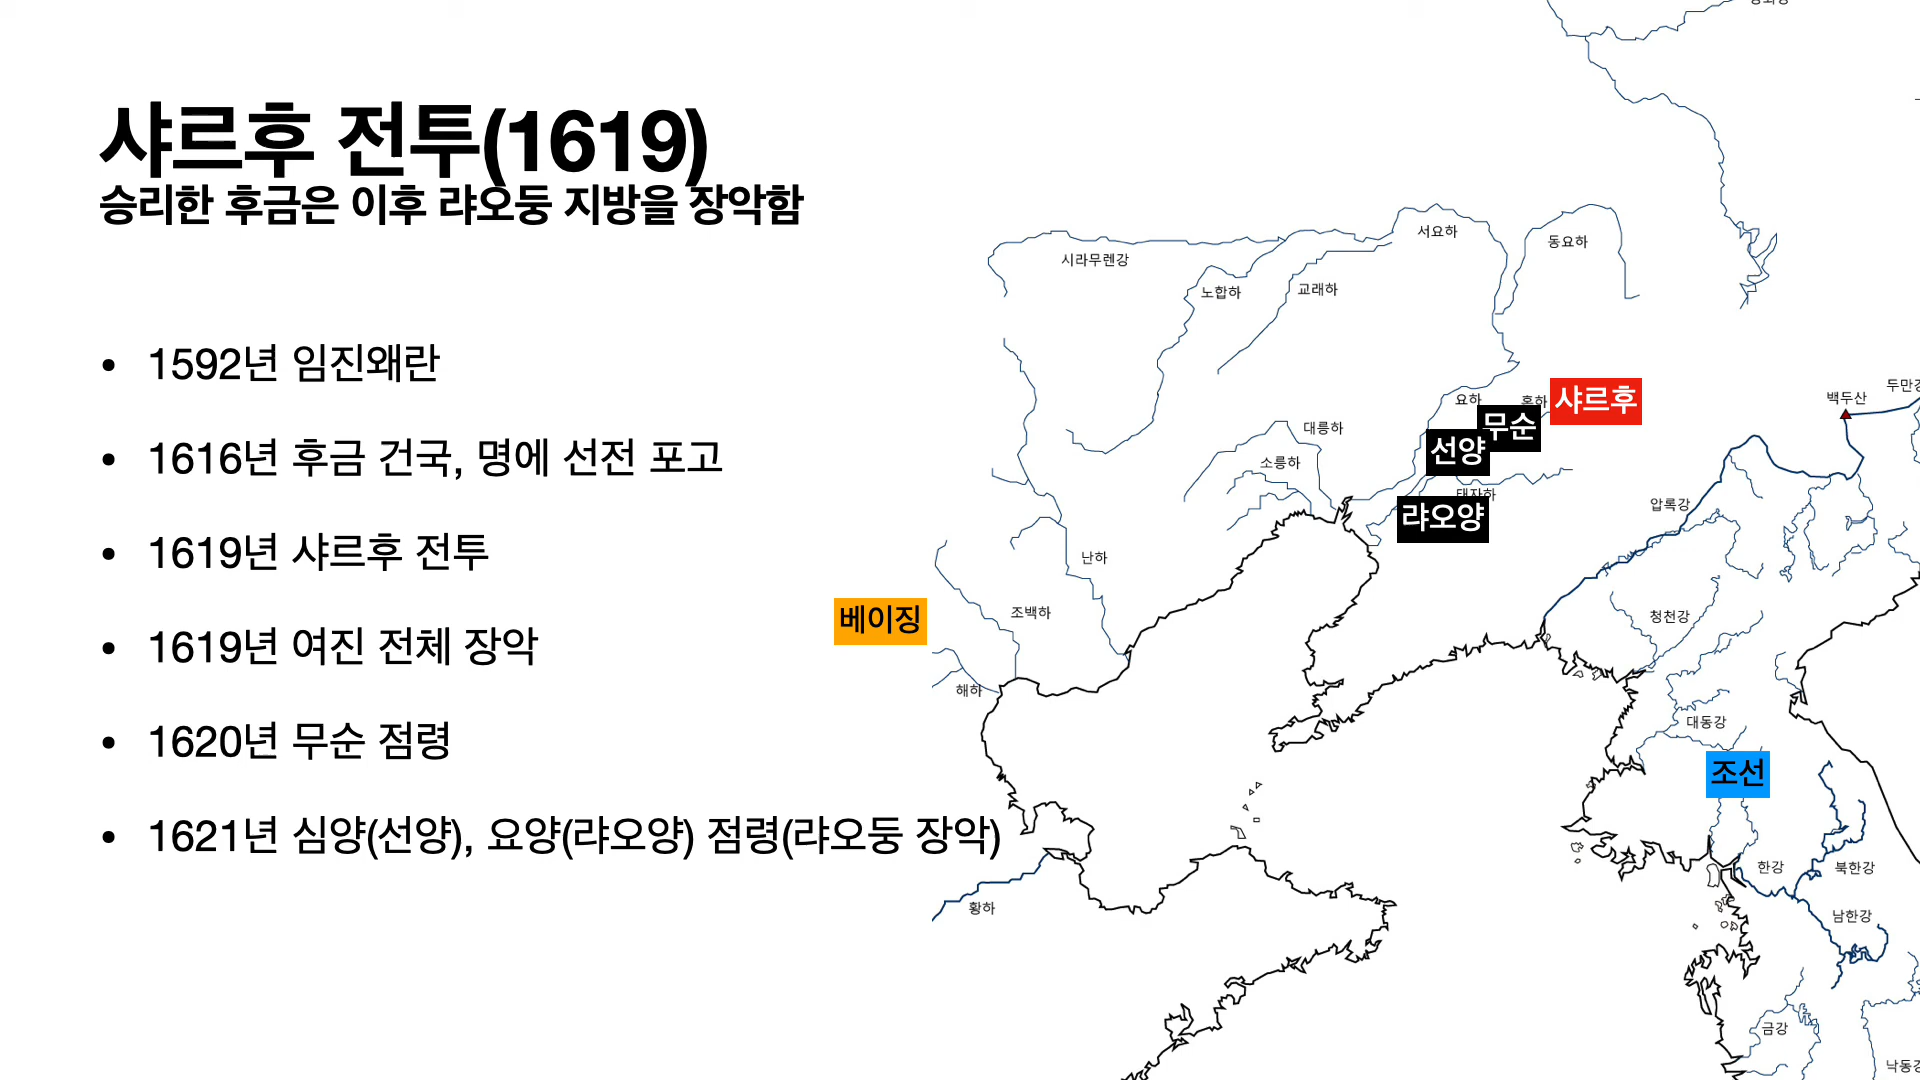 샤르후 전투(1619)
승리한 후금은 이후 랴오둥 지방을 장악함
• 1592년 임진왜란
• 1616년 후금 건국, 명에 선전 포고
• 1619년 샤르후 전투
• 1619년 여진 전체 장악
• 1620년 무순 점령
• 1621년 심양(선양), 요양(랴오양) 점령(랴오둥 장악)
서요하
동요하
시라무렌강
노합하
교래하
백두산
요하
혼하
샤르후
무순
선양
대릉하
소릉하
태자하
랴오양
압록강
난하
베이징
조백하
청천강
해하
대동강
조선
한강
북한강
황하
남한강
금강